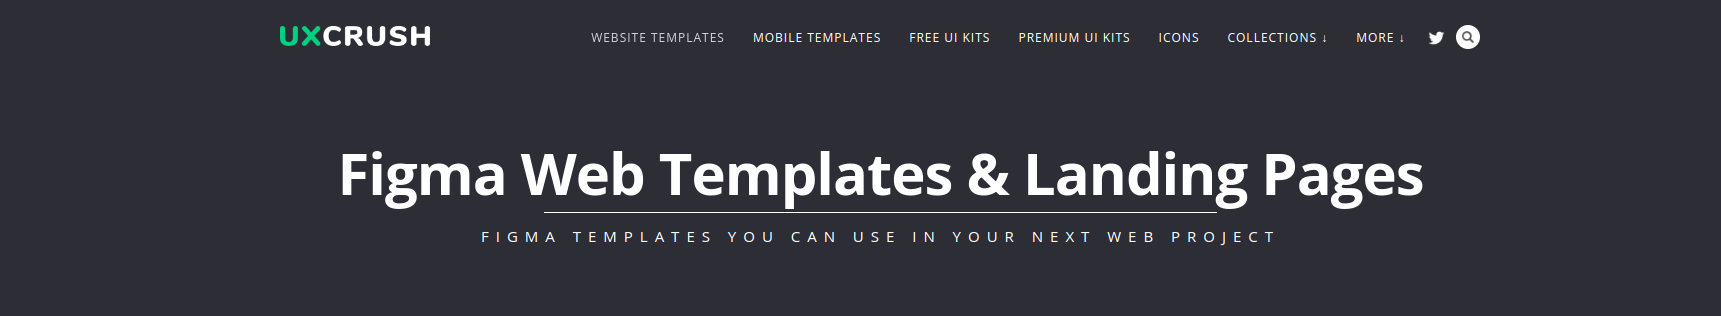 UXCRUSH WEBSITE TEMPLATES MOBILE TEMPLATES FREE UI KITS PREMIUM UI KITS ICONS COLLECTIONS ↓ MORE ↓
Figma Web Templates & Landing Pages
FIGMA TEMPLATES YOU CAN USE IN YOUR NEXT WEB PROJECT